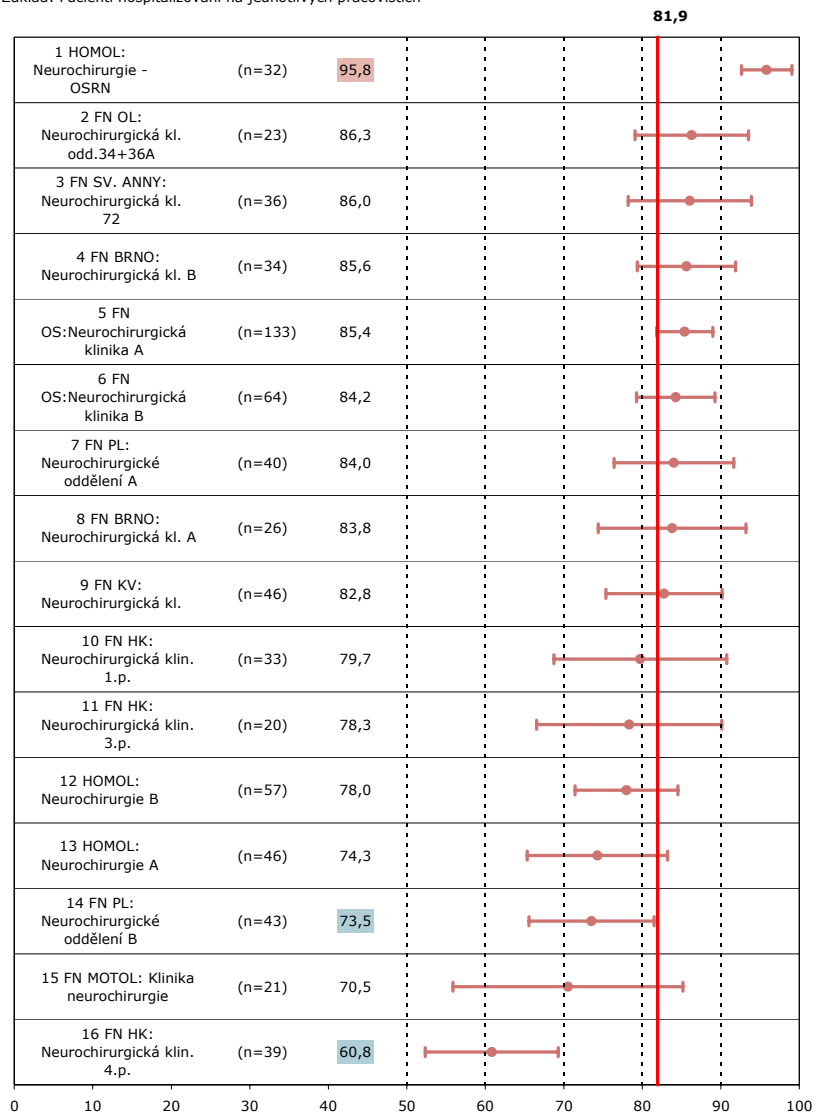 Základ: Pacienti hospitalizovaní na jednotlivých pracovištích
81,9
1 HOMOL:
Neurochirurgie -
OSRN
(n=32)
95,8
2 FN OL:
Neurochirurgická kl.
odd.34+36A
(n=23)
86,3
3 FN SV. ANNY:
Neurochirurgická kl.
72
(n=36)
86,0
4 FN BRNO:
Neurochirurgická kl. B
(n=34)
85,6
5 FN
OS:Neurochirurgická
klinika A
(n=133)
85,4
6 FN
OS:Neurochirurgická
klinika B
(n=64)
84,2
7 FN PL:
Neurochirurgické
oddělení A
(n=40)
84,0
8 FN BRNO:
Neurochirurgická kl. A
(n=26)
83,8
9 FN KV:
Neurochirurgická kl.
(n=46)
82,8
10 FN HK:
Neurochirurgická klin.
1.p.
(n=33)
79,7
11 FN HK:
Neurochirurgická klin.
3.p.
(n=20)
78,3
12 HOMOL:
Neurochirurgie B
(n=57)
78,0
13 HOMOL:
Neurochirurgie A
(n=46)
74,3
14 FN PL:
Neurochirurgické
oddělení B
(n=43)
73,5
15 FN MOTOL: Klinika
neurochirurgie
(n=21)
70,5
16 FN HK:
Neurochirurgická klin.
4.p.
(n=39)
60,8
0 10 20 30 40 50 60 70 80 90 100